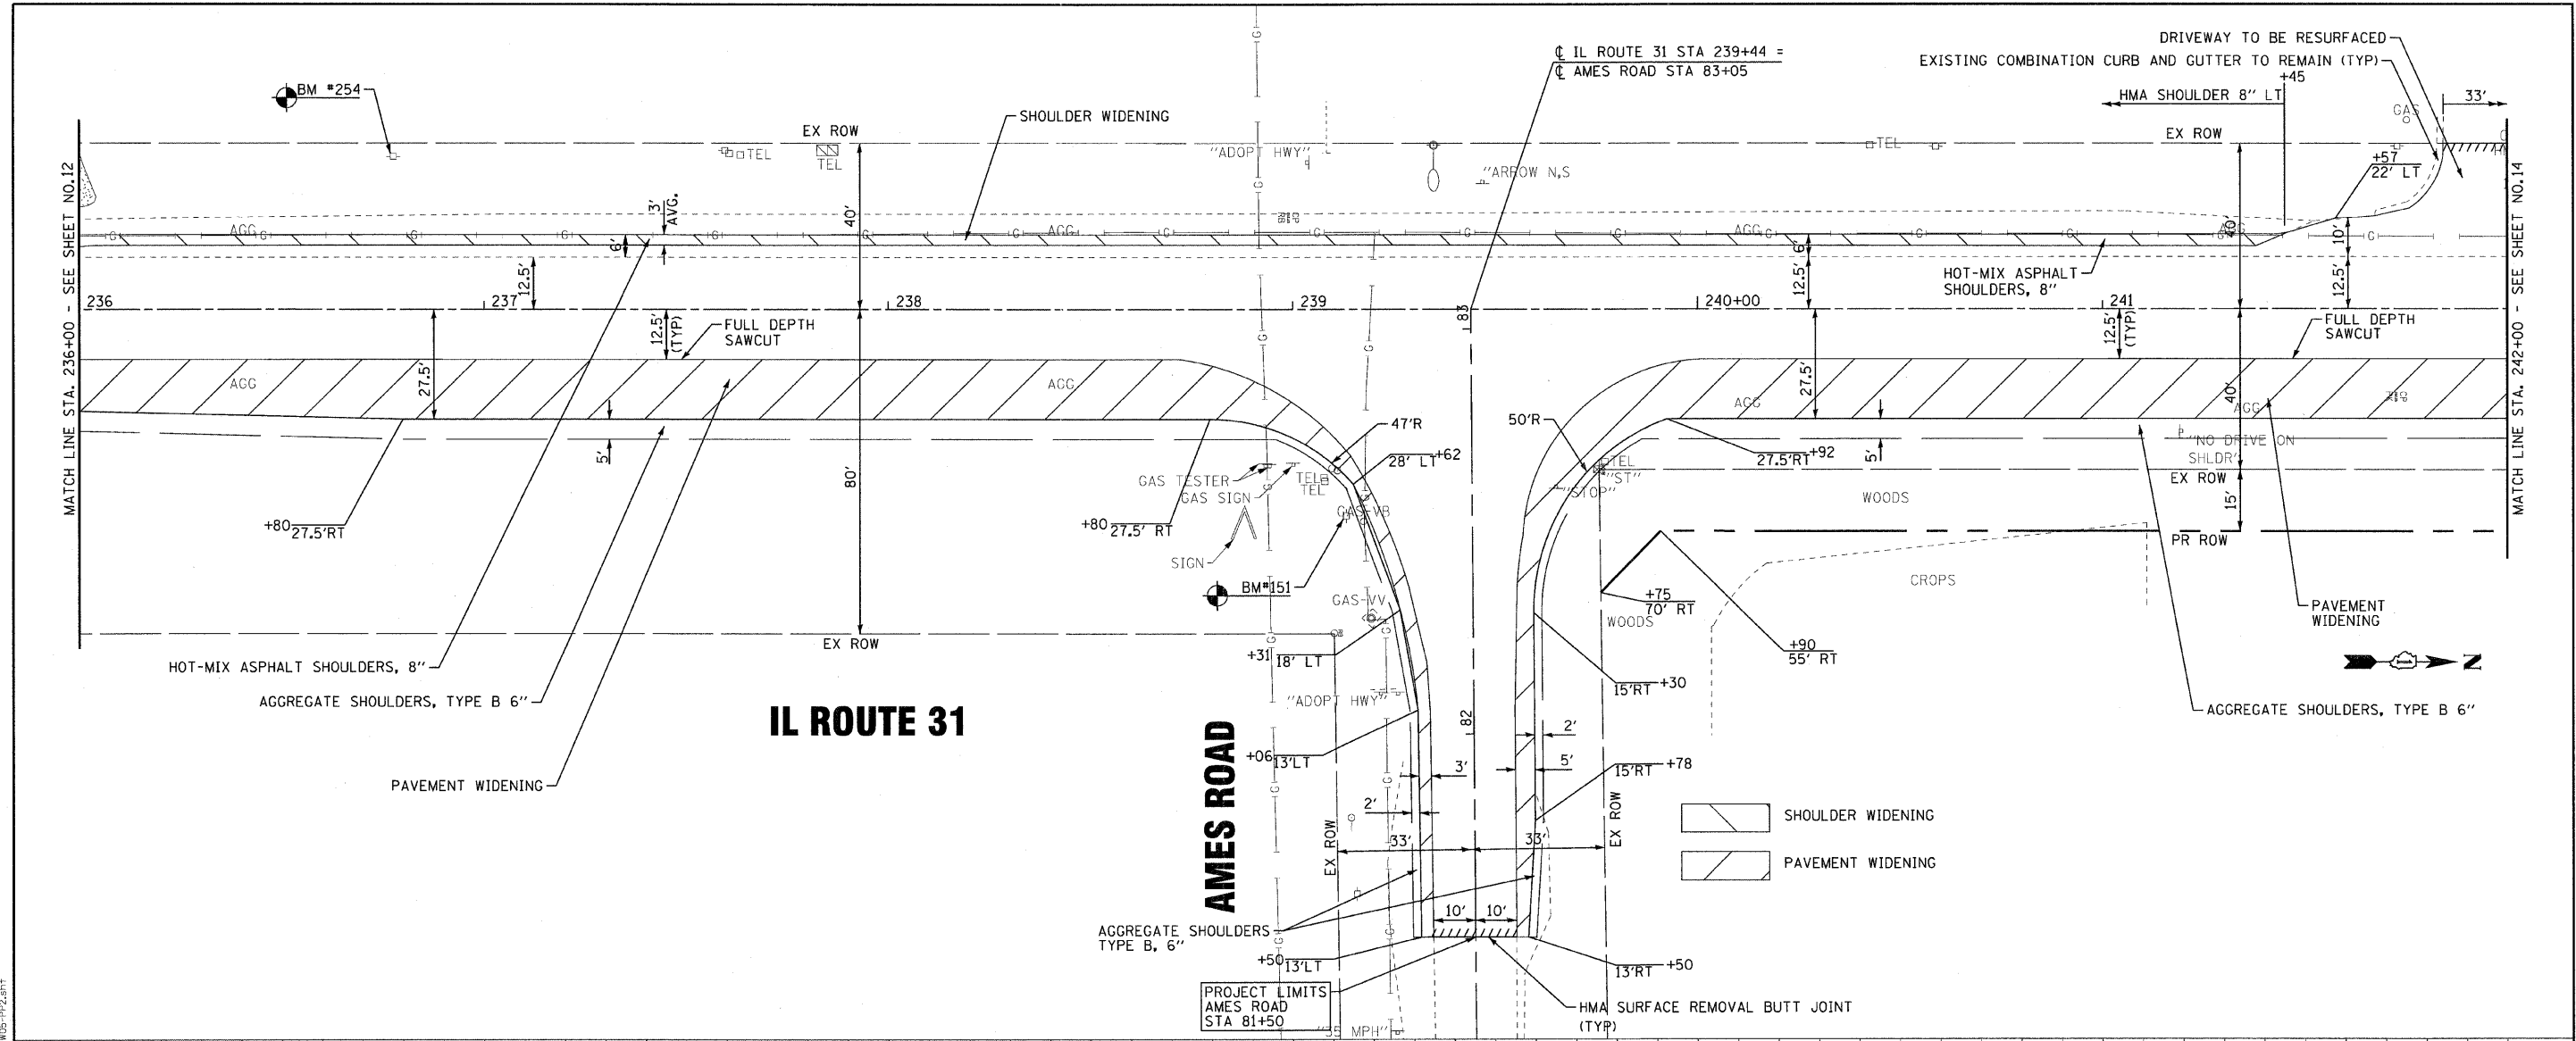 ℄ IL ROUTE 31 STA 239+44 =
℄ AMES ROAD STA 83+05
DRIVEWAY TO BE RESURFACED
EXISTING COMBINATION CURB AND GUTTER TO REMAIN (TYP)
+45
HMA SHOULDER 8" LT
33'
BM #254
SHOULDER WIDENING
EX ROW
TEL
TEL
"ADOPT HWY"
"ARROW N,S
TEL
GAS
EX ROW
+57
22' LT
MATCH LINE STA. 236+00 - SEE SHEET NO.12
MATCH LINE STA. 242+00 - SEE SHEET NO.14
3'
AVG.
40'
AGG
AGG
AGG
40'
10'
6'
6'
12.5'
12.5'
12.5'
HOT-MIX ASPHALT
SHOULDERS, 8"
236
237
238
239
240+00
241
83
12.5'
(TYP)
FULL DEPTH
SAWCUT
12.5'
(TYP)
FULL DEPTH
SAWCUT
27.5'
27.5'
40'
AGG
AGG
AGG
AGG
5'
80'
47'R
50'R
+62
28' LT
+92
27.5'RT
5'
"NO DRIVE ON
SHLDR"
GAS TESTER
GAS SIGN
TEL
TEL
TEL
"ST"
"STOP"
EX ROW
WOODS
15'
+80
27.5'RT
+80
27.5' RT
GAS-VB
SIGN
PR ROW
BM#151
GAS-VV
CROPS
+75
70' RT
WOODS
PAVEMENT
WIDENING
EX ROW
+31
18' LT
+90
55' RT
N
HOT-MIX ASPHALT SHOULDERS, 8"
AGGREGATE SHOULDERS, TYPE B 6"
"ADOPT HWY"
+30
15'RT
AGGREGATE SHOULDERS, TYPE B 6"
IL ROUTE 31
AMES ROAD
82
2'
+06
13'LT
3'
5'
+78
15'RT
PAVEMENT WIDENING
2'
SHOULDER WIDENING
33'
33'
EX ROW
EX ROW
PAVEMENT WIDENING
10'
10'
AGGREGATE SHOULDERS
TYPE B, 6"
+50
13'LT
+50
13'RT
PROJECT LIMITS
AMES ROAD
STA 81+50
HMA SURFACE REMOVAL BUTT JOINT
(TYP)
"35 MPH"